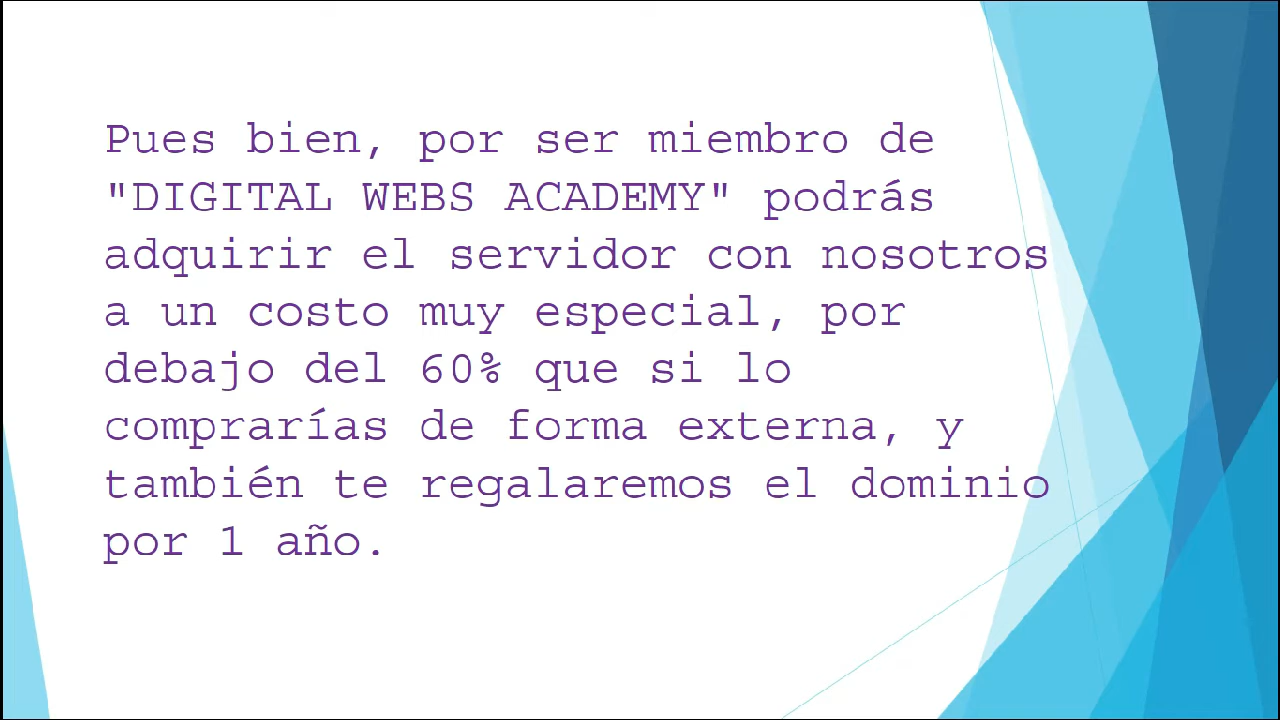 Pues bien, por ser miembro de
"DIGITAL WEBS ACADEMY" podrás
adquirir el servidor con nosotros
a un costo muy especial, por
debajo del 60% que si lo
comprarías de forma externa, y
también te regalaremos el dominio
por 1 año.